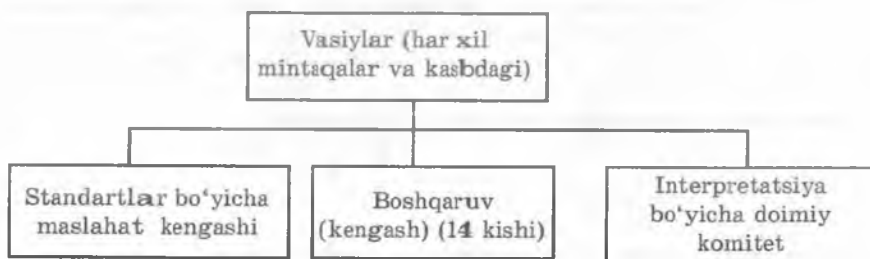 Vasiylar (har xil
mintaqalar va kasbdagi)
Standartlar bo‘yicha
maslahat kengashi
Boshqaruv
(kengash) (14 kishi)
Interpretatsiya
bo‘yicha doimiy
komitet